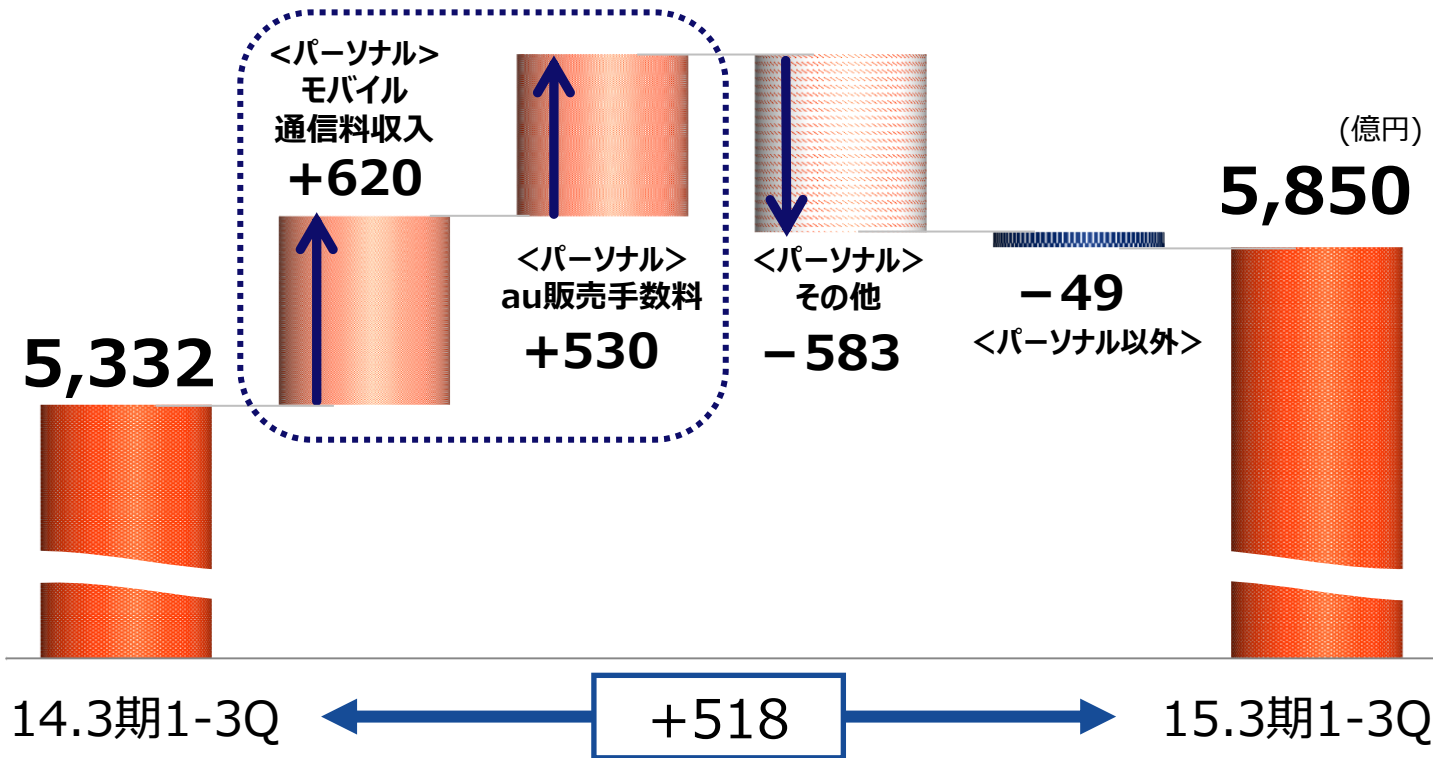 (億円)
5,332
<パーソナル>
モバイル
通信料収入
+620
<パーソナル>
au販売手数料
+530
<パーソナル>
その他
－583
－49
<パーソナル以外>
5,850
14.3期1-3Q
+518
15.3期1-3Q